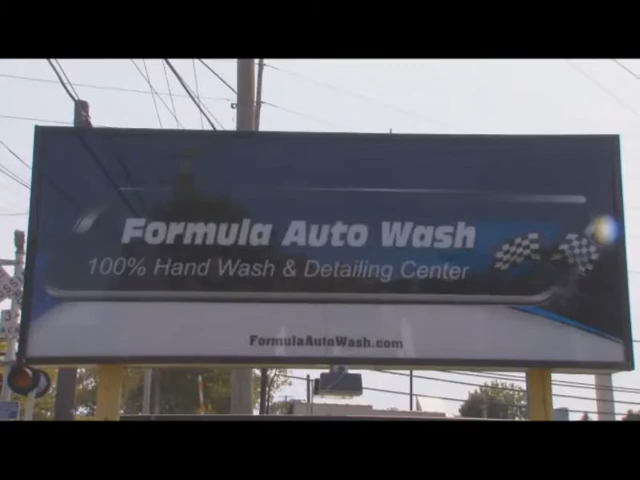 Formula Auto Wash
100% Hand Wash & Detailing Center
FormulaAutoWash.com